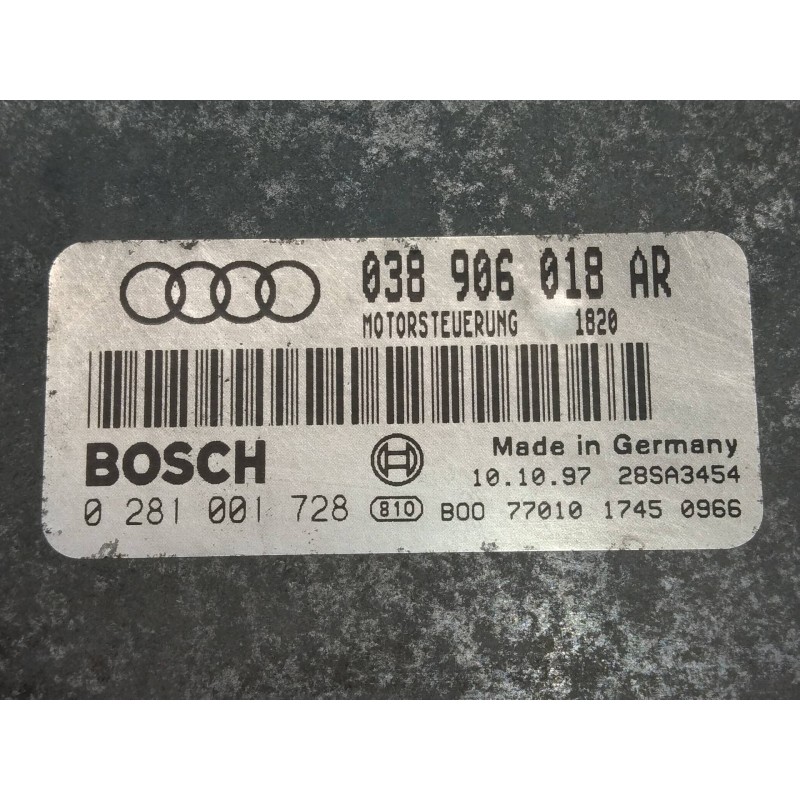 038 906 018 AR
MOTORSTEUERUNG 1820
BOSCH
Made in Germany
10.10.97 28SA3454
0 281 001 728 810 B00 77010 1745 0966